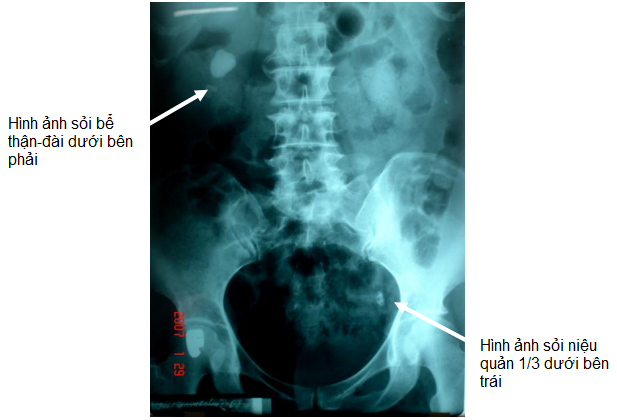 Hình ảnh sỏi bể
thận-đài dưới bên
phải
2007 1 29
Hình ảnh sỏi niệu
quản 1/3 dưới bên
trái